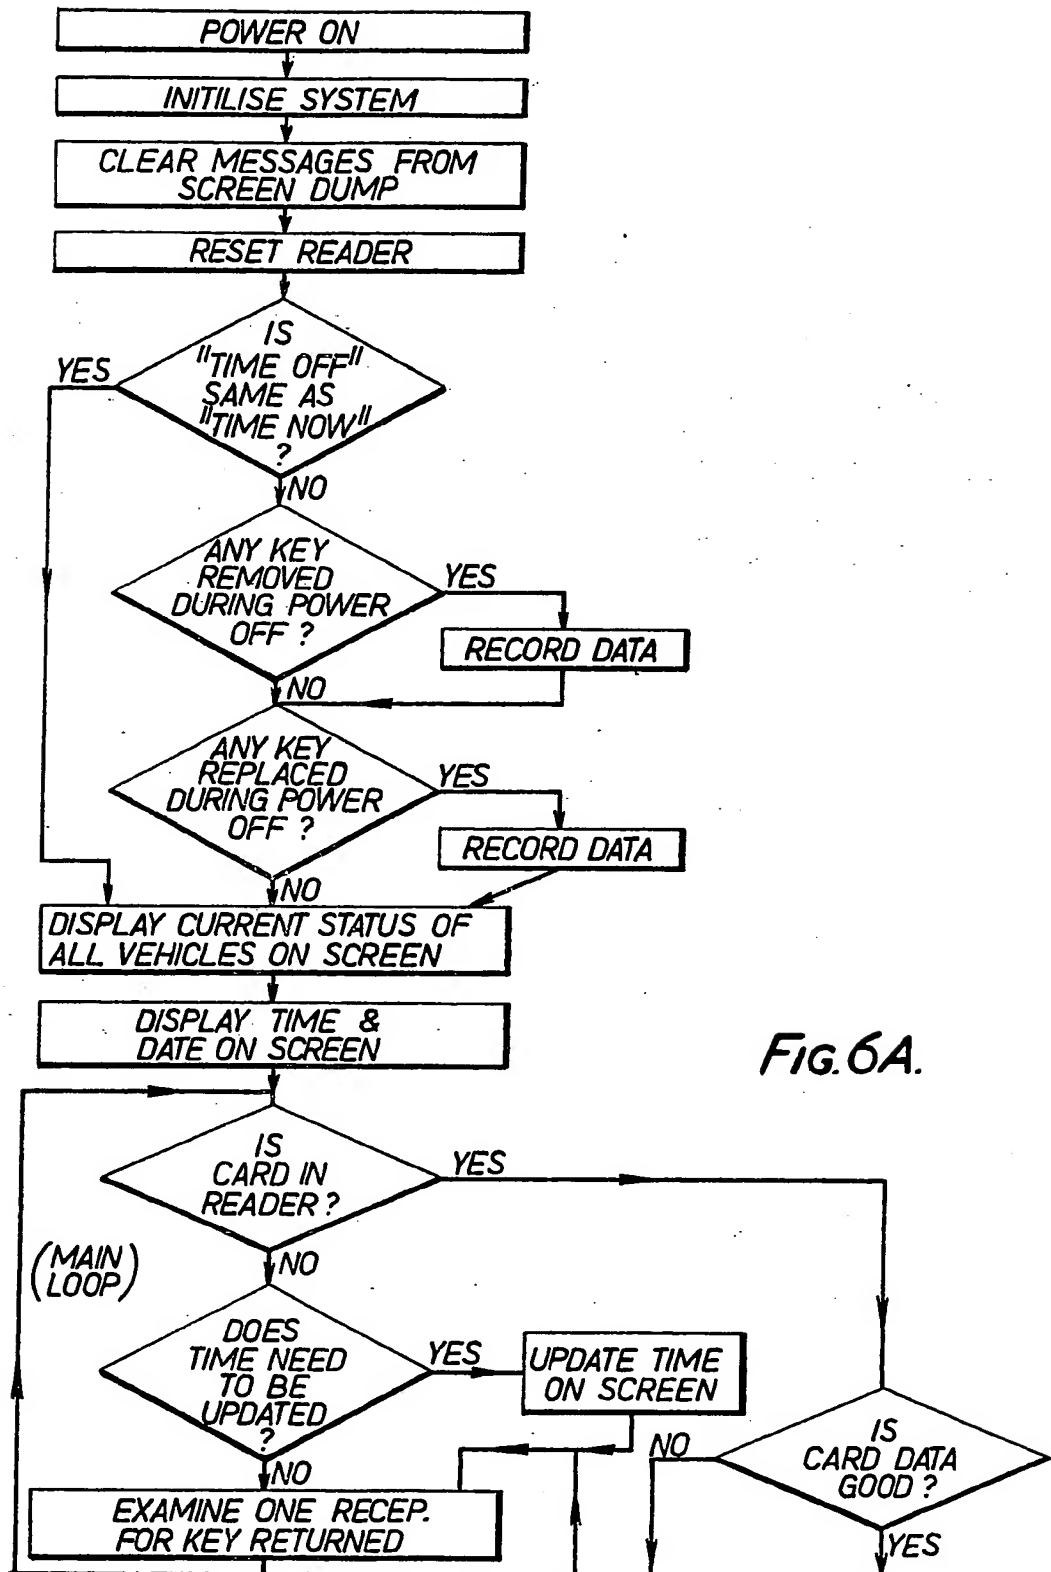 POWER ON
INITILISE SYSTEM
CLEAR MESSAGES FROM
SCREEN DUMP
RESET READER
IS
"TIME OFF"
SAME AS
"TIME NOW"
?
YES
NO
ANY KEY
REMOVED
DURING POWER
OFF ?
YES
RECORD DATA
NO
ANY KEY
REPLACED
DURING POWER
OFF ?
YES
RECORD DATA
NO
DISPLAY CURRENT STATUS OF
ALL VEHICLES ON SCREEN
DISPLAY TIME &
DATE ON SCREEN
FIG. 6A.
IS
CARD IN
READER ?
YES
(MAIN
LOOP)
NO
DOES
TIME NEED
TO BE
UPDATED
?
YES
UPDATE TIME
ON SCREEN
NO
IS
CARD DATA
GOOD ?
NO
EXAMINE ONE RECEP.
FOR KEY RETURNED
YES